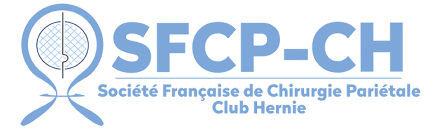 SFCP-CH
Société Française de Chirurgie Pariétale
Club Hernie